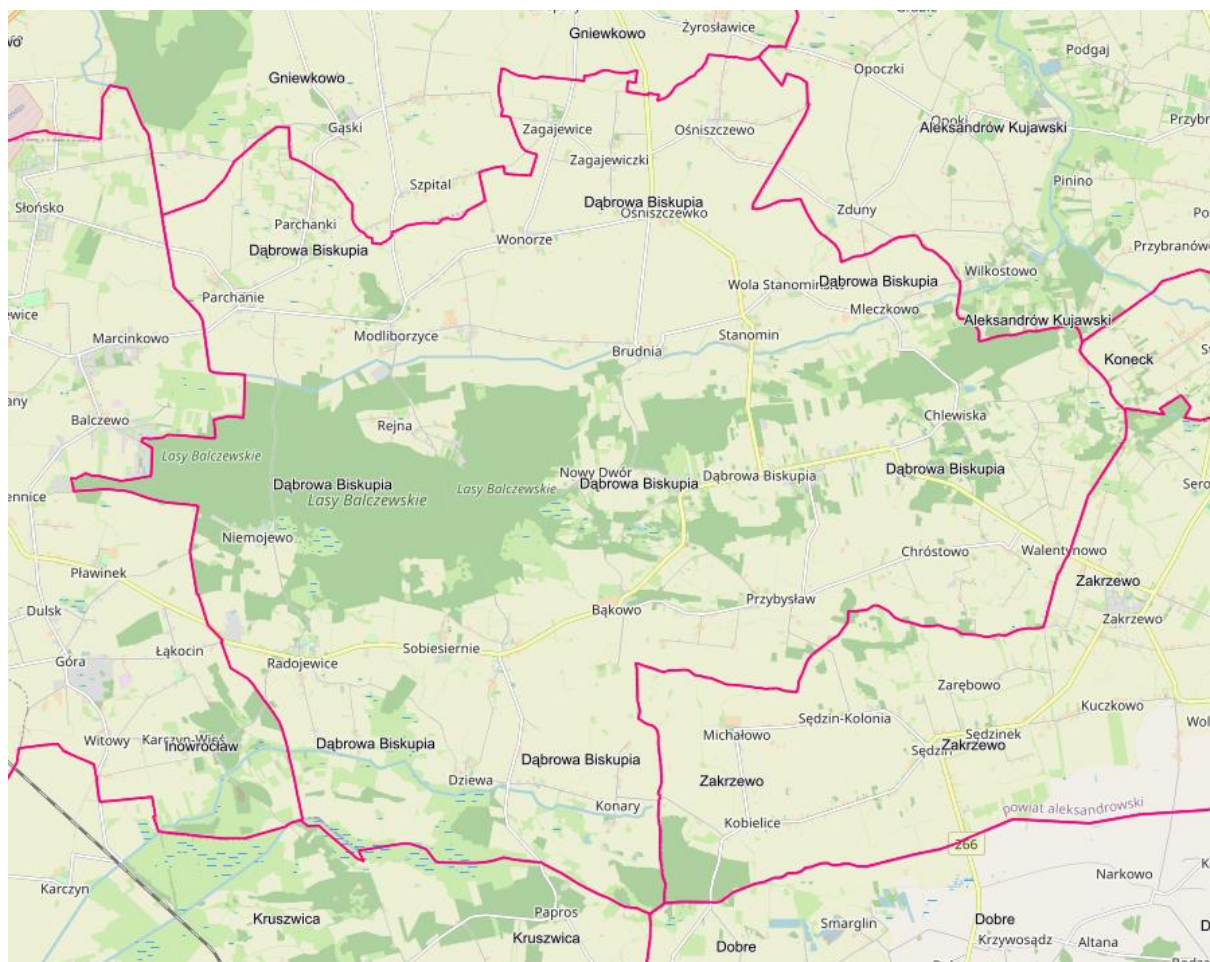 Żyrosławice
Gniewkowo
Podgaj
Opoczki
Gniewkowo
Gąski
Zagajewice
Ośniszczewo
Opoki
Aleksandrów Kujawski
Zagajewiczki
Szpital
Pinino
Dąbrowa Biskupia
Słońsko
Zduny
Ośniszczewko
Parchanki
Wonorze
Dąbrowa Biskupia
Wilkostowo
Dąbrowa Biskupia
Parchanie
Mleczkowo
Aleksandrów Kujawski
Marcinkowo
Modliborzyce
Stanomin
Brudnia
Koneck
Balczewo
Rejna
Chlewiska
Lasy Balczewskie
Nowy Dwór
Dąbrowa Biskupia
Dąbrowa Biskupia
Dąbrowa Biskupia
Dąbrowa Biskupia
Lasy Balczewskie
Lasy Balczewskie
Niemojewo
Chróstowo
Walentynowo
Pławinek
Zakrzewo
Przybysław
Bąkowo
Dulsk
Zakrzewo
Łąkocin
Sobiesiernie
Góra
Radojewice
Zarębowo
Kuczkowo
Sędzin-Kolonia
Michałowo
Sędzinek
Witowy
Karczyn-Wieś
Inowrocław
Dąbrowa Biskupia
Sędzin
Zakrzewo
Dąbrowa Biskupia
Dziewa
Zakrzewo
Konary
powiat aleksandrowski
Kobielice
266
Narkowo
Karczyn
Papros
Kruszwica
Smarglin
Dobre
Kruszwica
Dobre
Krzywosądz
Altana